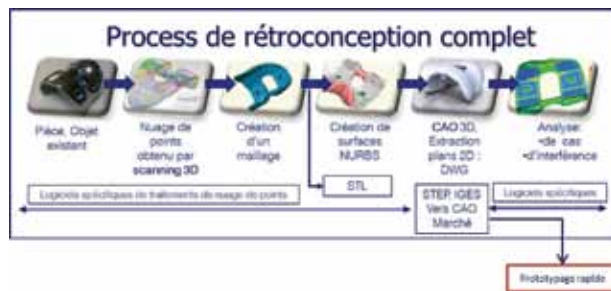 Process de rétroconception complet
Pièce, Objet
existant
Nuage de
points
obtenu par
scanning 3D
Création
d'un
maillage
Création de
surfaces
NURBS
CAO 3D,
Extraction
plans 2D :
DWG
Analyse:
•de cas
•d'interférence
Logiciels spécifiques de traitements de nuage de points
STL
STEP, IGES
Vers CAO
Marché
Logiciels spécifiques
Prototypage rapide